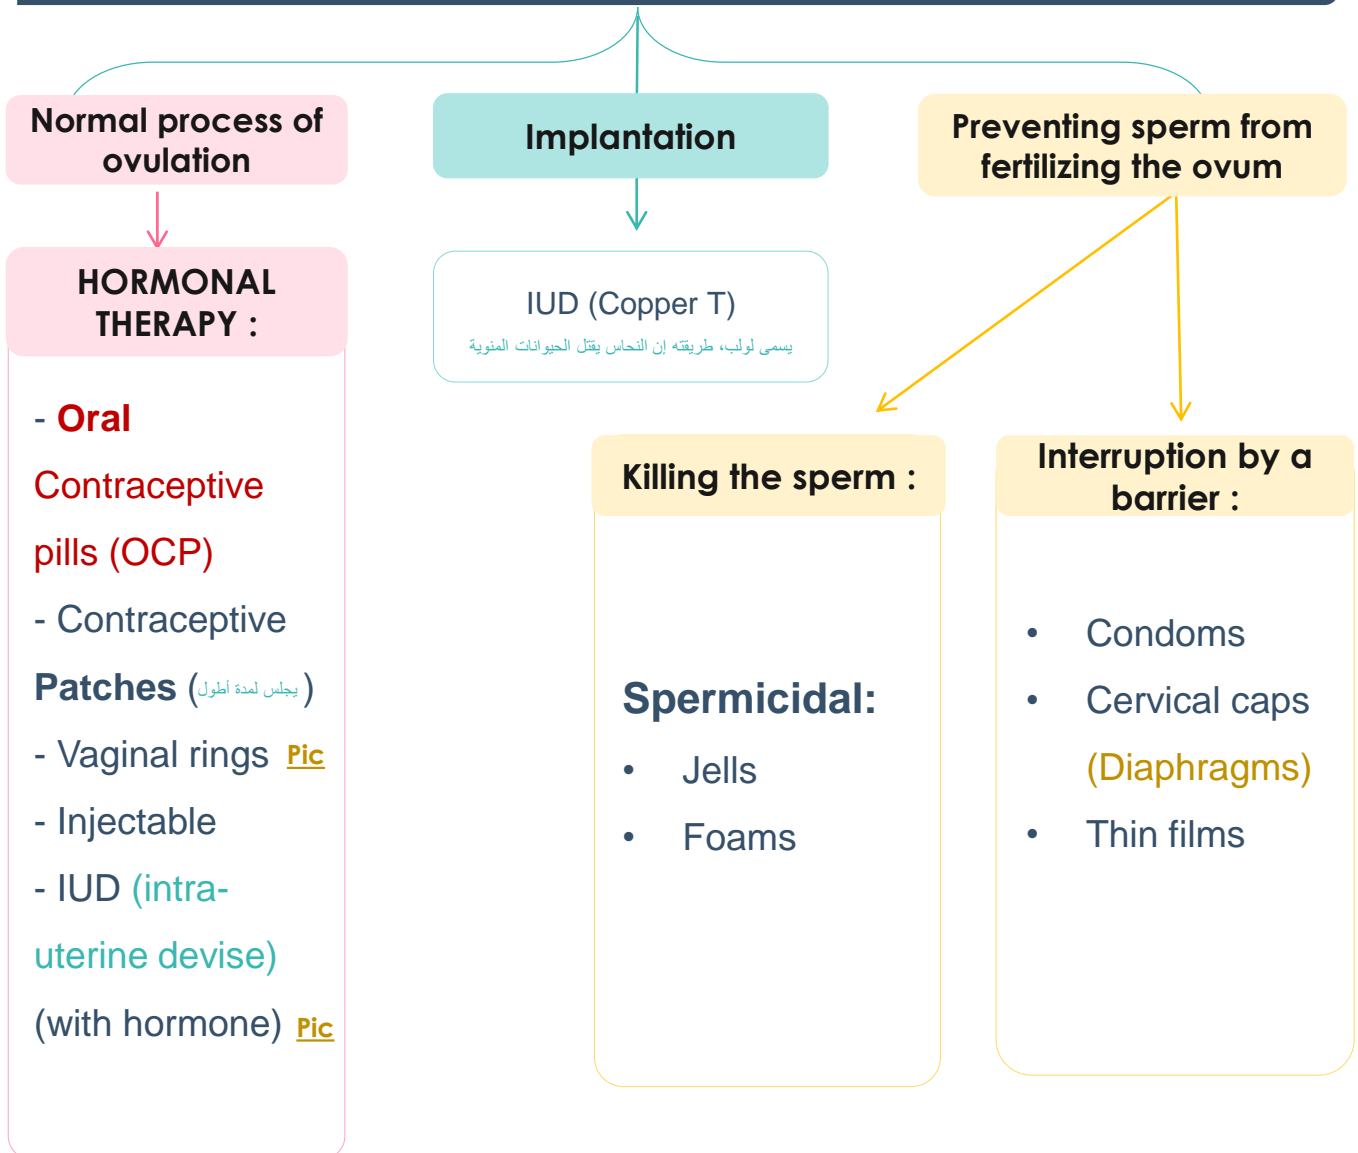 Normal process of
ovulation
Implantation
Preventing sperm from
fertilizing the ovum
HORMONAL
THERAPY :
- Oral
Contraceptive
pills (OCP)
- Contraceptive
Patches (يجلس لمدة أطول)
- Vaginal rings Pic
- Injectable
- IUD (intra-
uterine devise)
(with hormone) Pic
IUD (Copper T)
يسمى لولب، طريقته إن النحاس يقتل الحيوانات المنوية
Killing the sperm :
Spermicidal:
• Jells
• Foams
Interruption by a
barrier :
• Condoms
• Cervical caps
(Diaphragms)
• Thin films